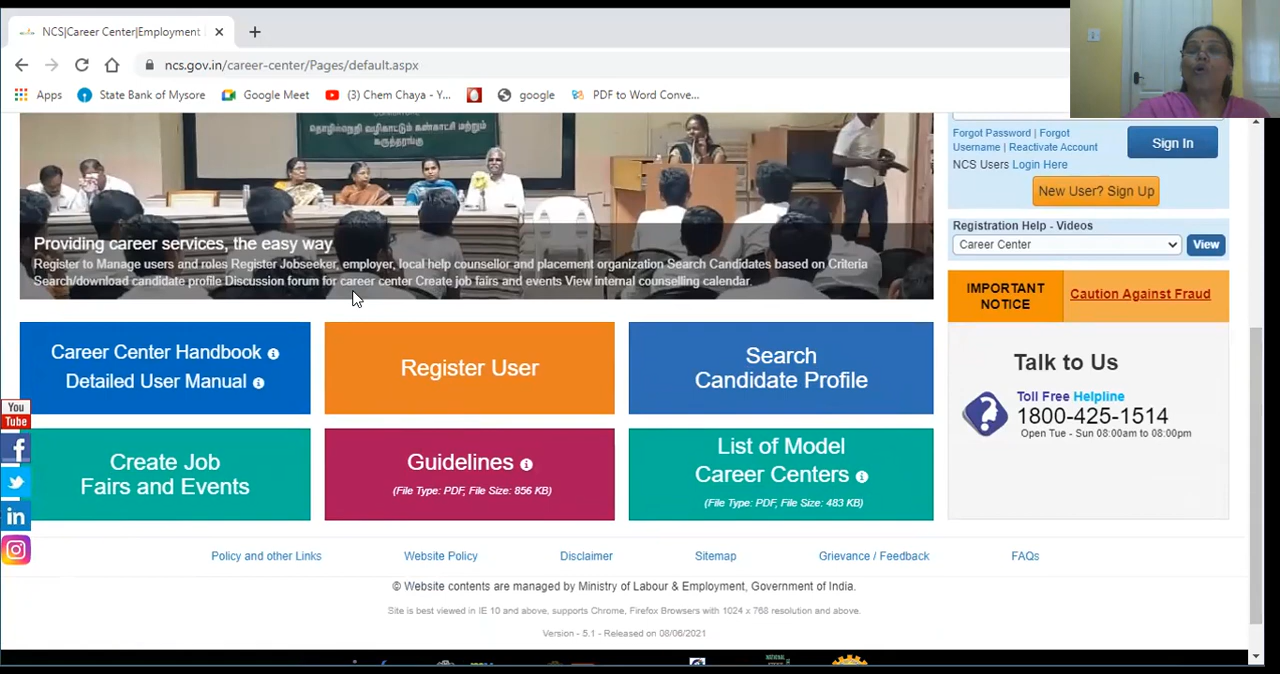 NCS|Career Center|Employment
ncs.gov.in/career-center/Pages/default.aspx
Apps
State Bank of Mysore
Google Meet
(3) Chem Chaya - Y...
google
PDF to Word Conve...
தொழில்நெறி வழிகாட்டும் கண்காட்சி மற்றும்
கருத்தரங்கு
Providing career services, the easy way
Register to Manage users and roles Register Jobseeker, employer, local help counsellor and placement organization Search Candidates based on Criteria
Search/download candidate profile Discussion forum for career center Create job fairs and events View internal counselling calendar.
Forgot Password | Forgot
Username | Reactivate Account
NCS Users Login Here
Sign In
New User? Sign Up
Registration Help - Videos
Career Center
View
IMPORTANT
NOTICE
Caution Against Fraud
Talk to Us
Toll Free Helpline
1800-425-1514
Open Tue - Sun 08:00am to 08:00pm
Career Center Handbook
Detailed User Manual
Register User
Search
Candidate Profile
Create Job
Fairs and Events
Guidelines
(File Type: PDF, File Size: 856 KB)
List of Model
Career Centers
(File Type: PDF, File Size: 483 KB)
You
Tube
Policy and other Links
Website Policy
Disclaimer
Sitemap
Grievance / Feedback
FAQs
© Website contents are managed by Ministry of Labour & Employment, Government of India.
Site is best viewed in IE 10 and above, supports Chrome, Firefox Browsers with 1024 x 768 resolution and above.
Version - 5.1 - Released on 08/06/2021